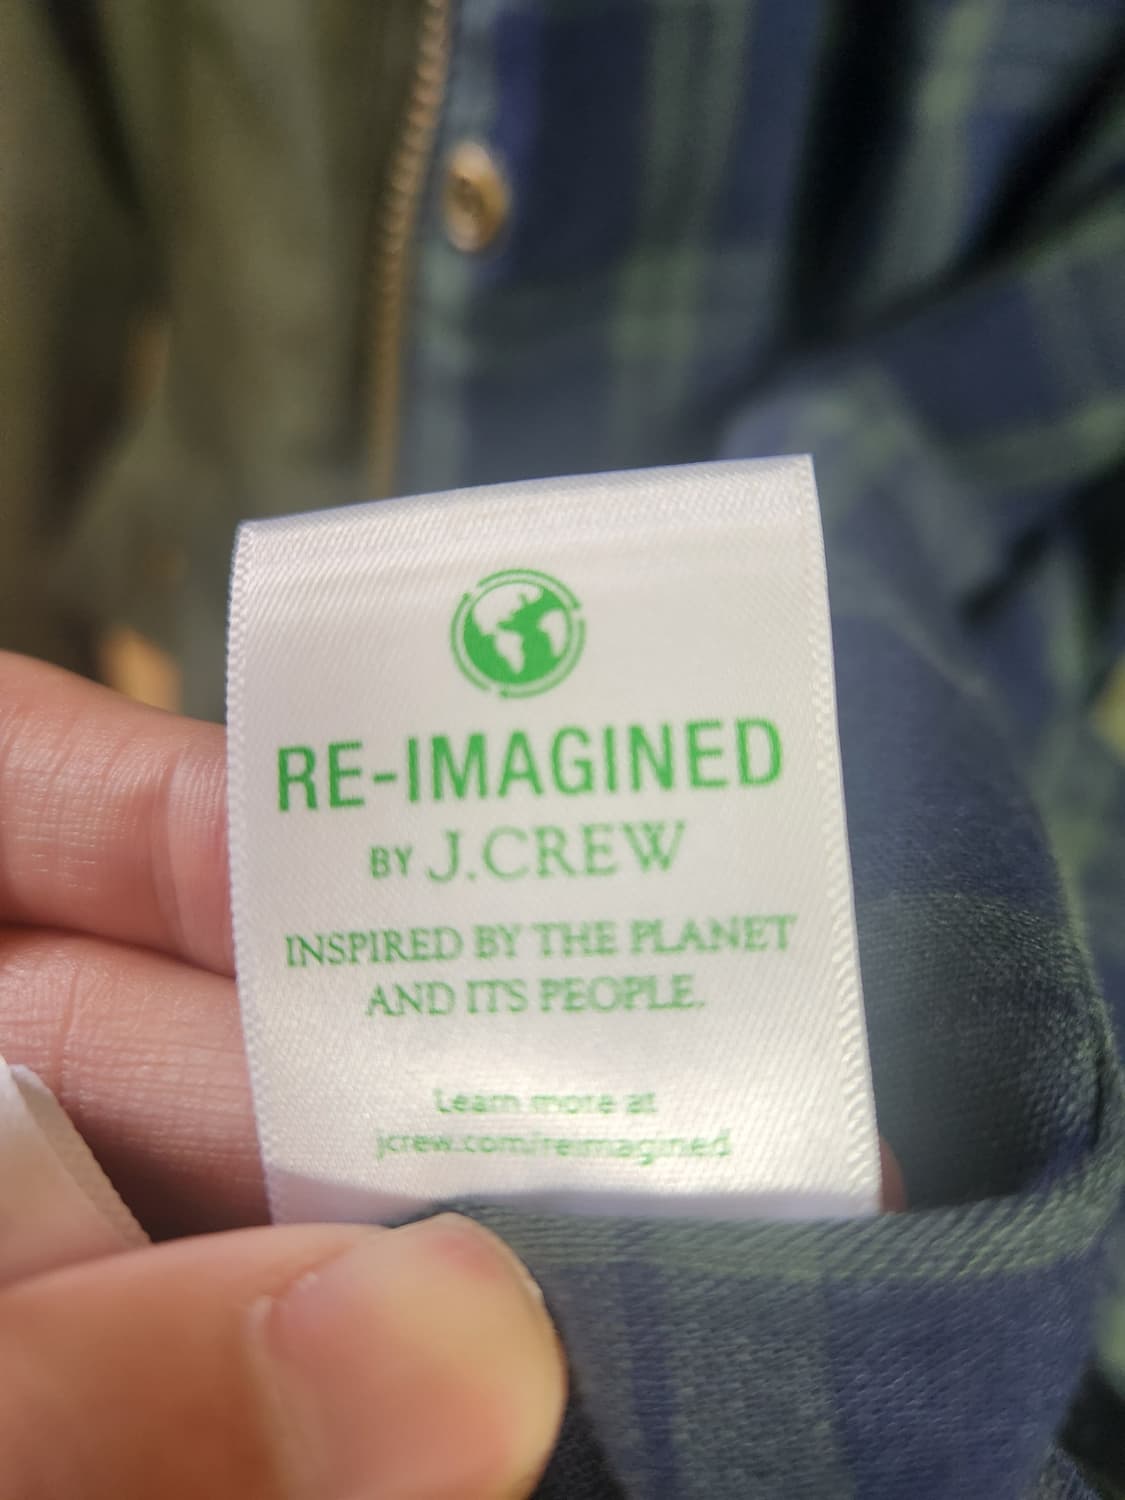 RE-IMAGINED
BY J.CREW
INSPIRED BY THE PLANET
AND ITS PEOPLE.
Learn more at
jcrew.com/reimagined